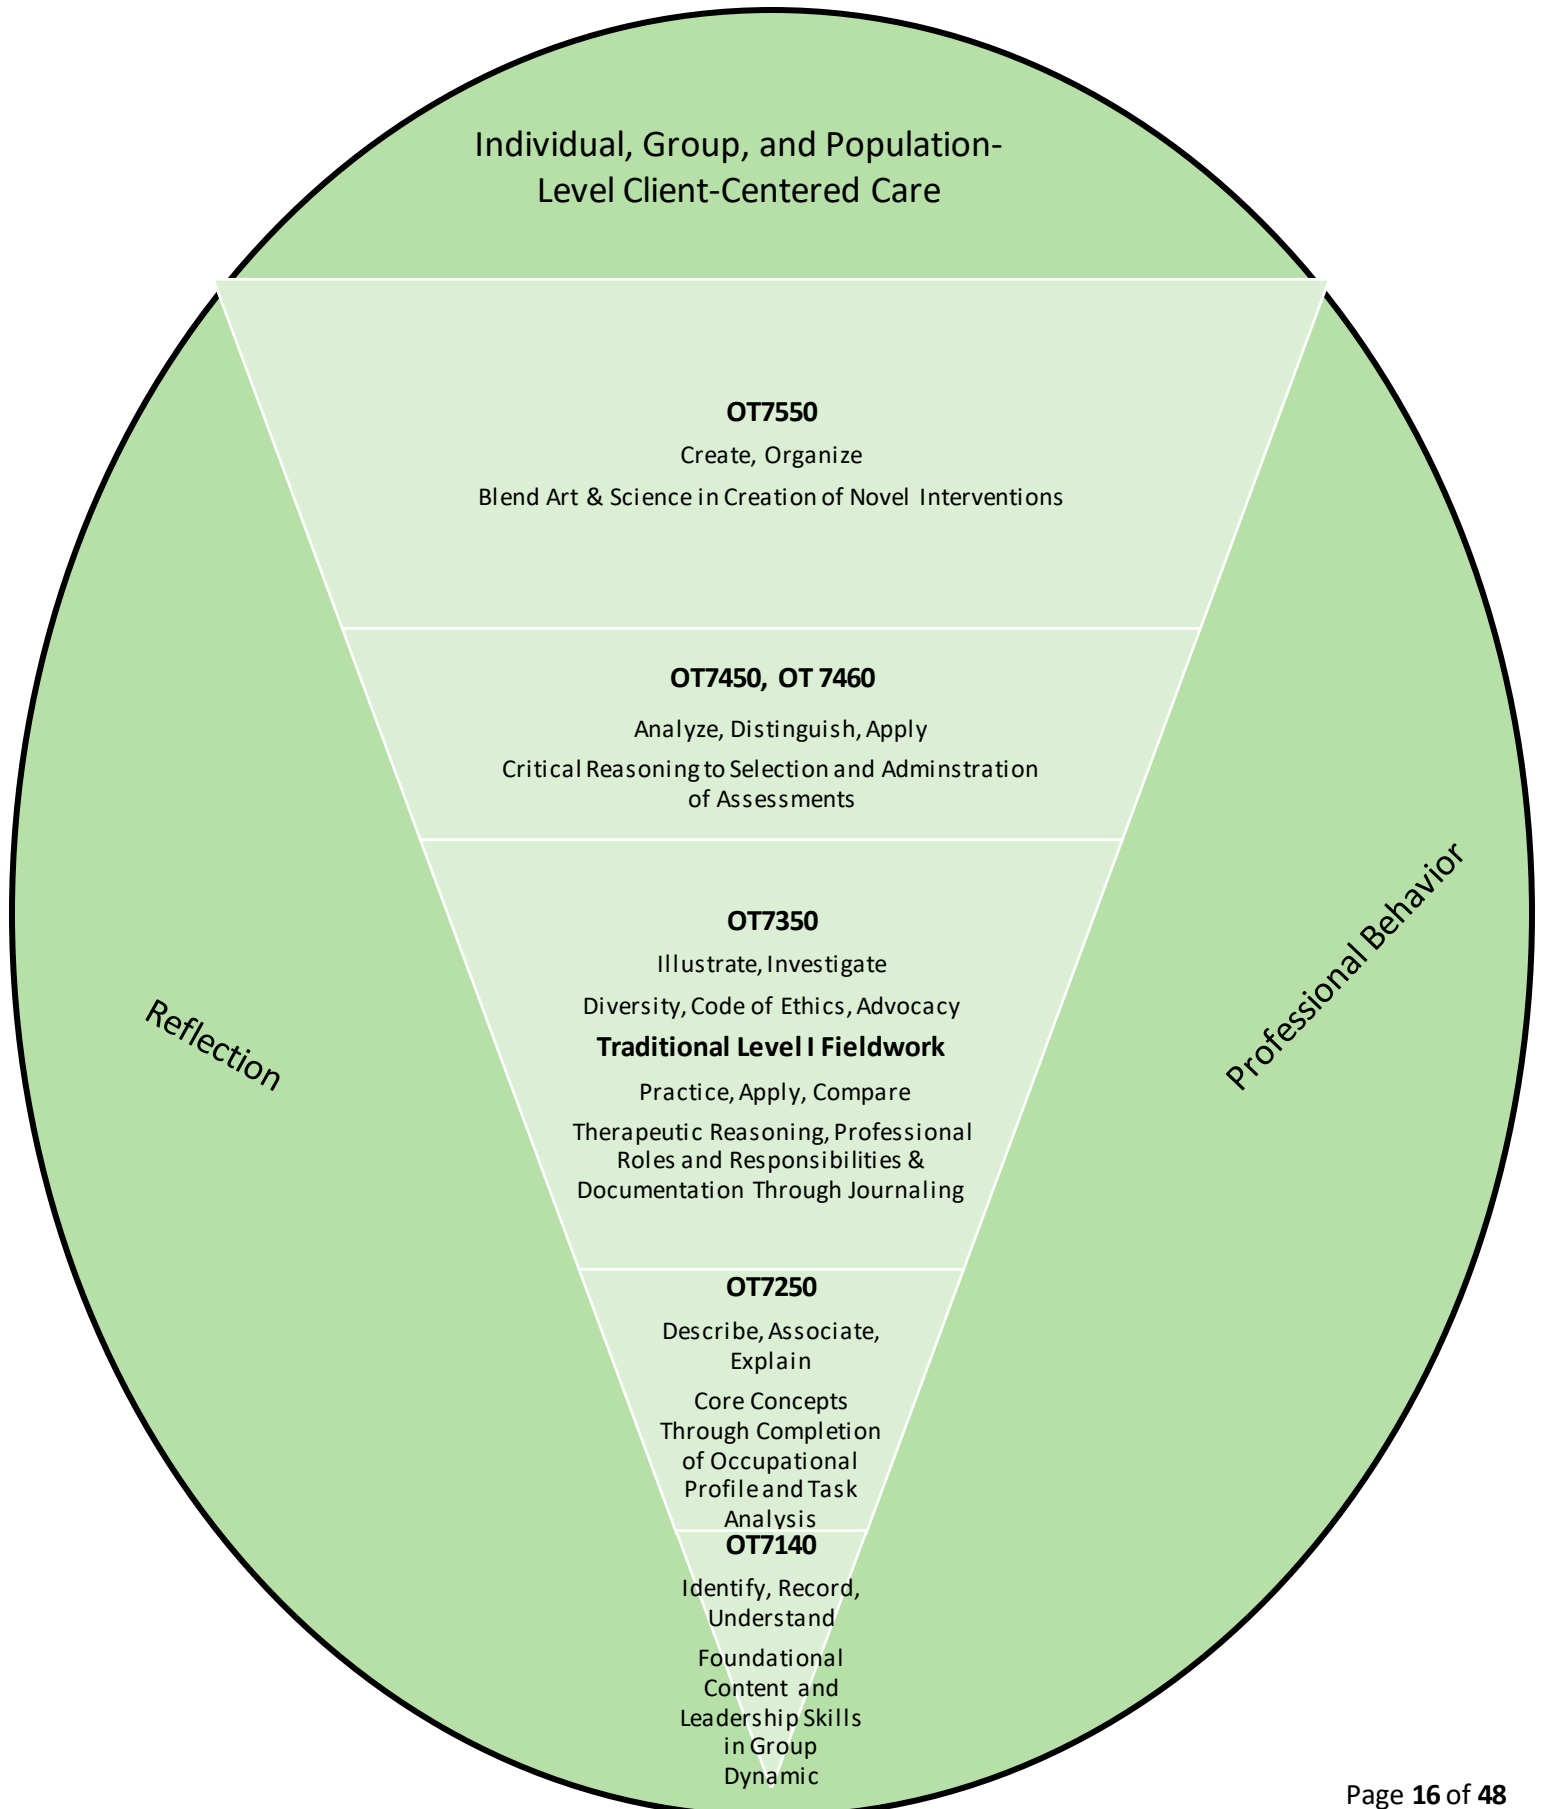 Individual, Group, and Population-
Level Client-Centered Care
OT7550
Create, Organize
Blend Art & Science in Creation of Novel Interventions
OT7450, OT 7460
Analyze, Distinguish, Apply
Critical Reasoning to Selection and Adminstration
of Assessments
OT7350
Illustrate, Investigate
Diversity, Code of Ethics, Advocacy
Traditional Level I Fieldwork
Practice, Apply, Compare
Therapeutic Reasoning, Professional
Roles and Responsibilities &
Documentation Through Journaling
Reflection
Professional Behavior
OT7250
Describe, Associate,
Explain
Core Concepts
Through Completion
of Occupational
Profile and Task
Analysis
OT7140
Identify, Record,
Understand
Foundational
Content and
Leadership Skills
in Group
Dynamic
Page 16 of 48